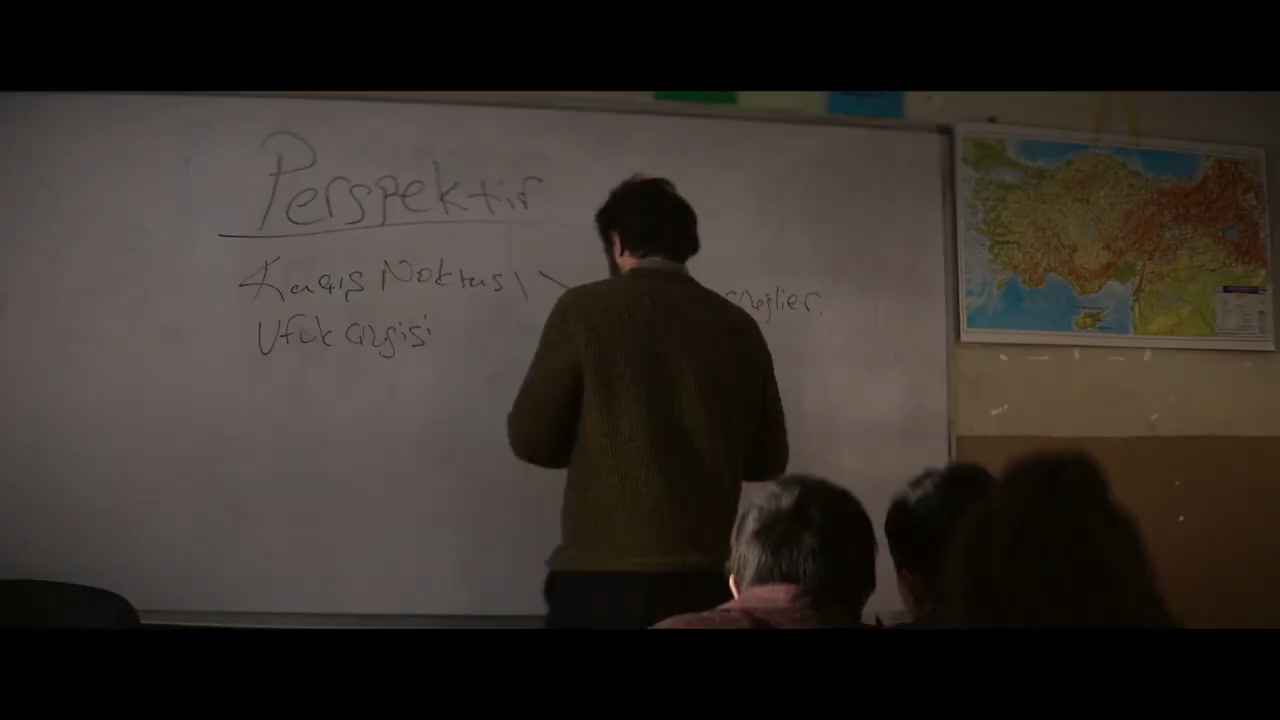 Perspektif
Kaçış Noktası
Ufuk Çizgisi